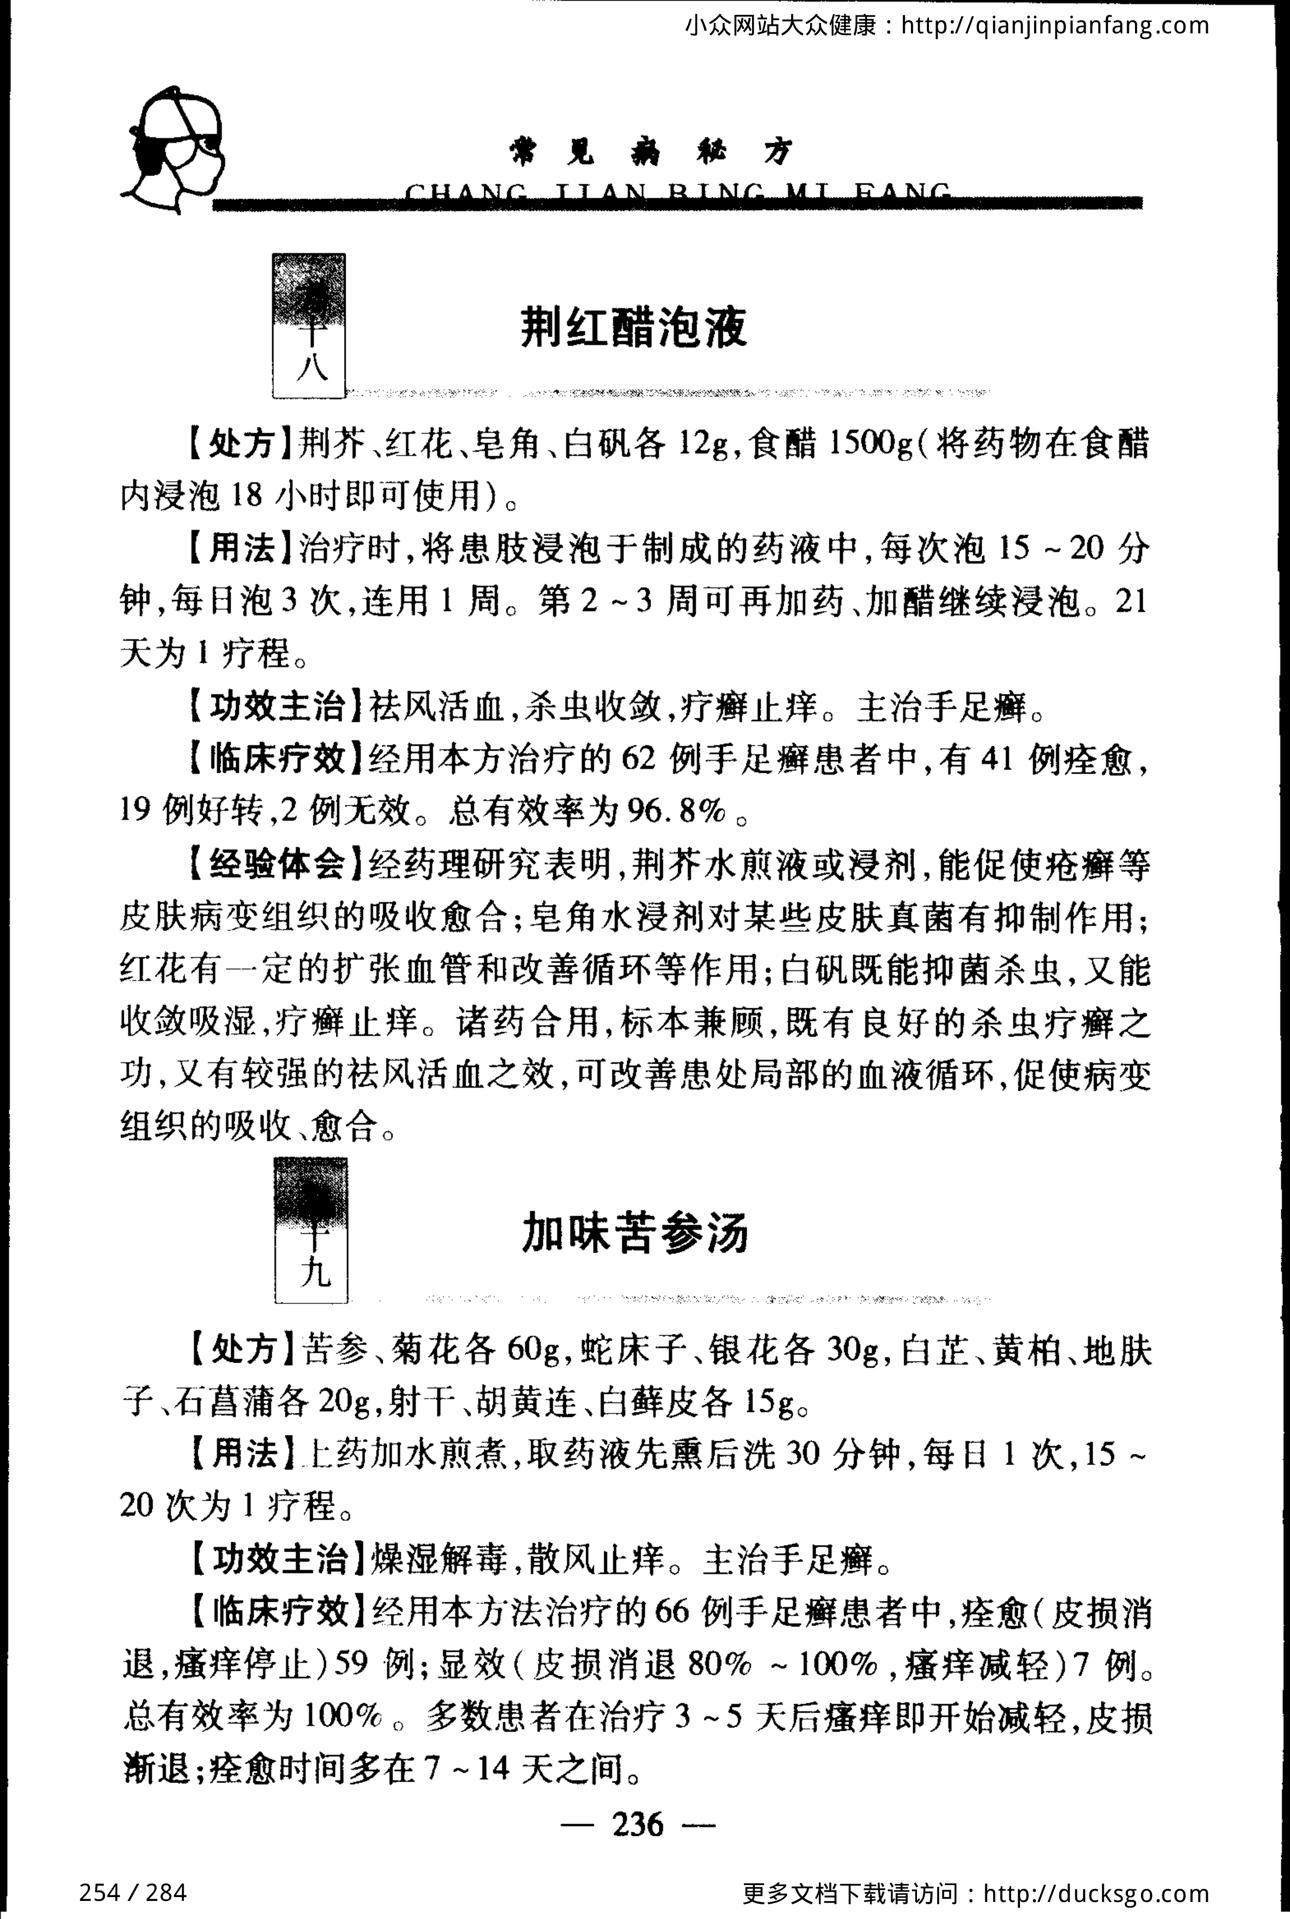 小众网站大众健康：http://qianjinpianfang.com
常见病秘方
CHANG JIAN BING MI FANG
十八
荆红醋泡液
【处方】荆芥、红花、皂角、白矾各 12g,食醋 1500g(将药物在食醋
内浸泡 18 小时即可使用)。
【用法】治疗时,将患肢浸泡于制成的药液中,每次泡 15 ~ 20 分
钟,每日泡 3 次,连用 1 周。第 2 ~ 3 周可再加药、加醋继续浸泡。21
天为 1 疗程。
【功效主治】祛风活血,杀虫收敛,疗癣止痒。主治手足癣。
【临床疗效】经用本方治疗的 62 例手足癣患者中,有 41 例痊愈,
19 例好转,2 例无效。总有效率为 96.8%。
【经验体会】经药理研究表明,荆芥水煎液或浸剂,能促使疮癣等
皮肤病变组织的吸收愈合;皂角水浸剂对某些皮肤真菌有抑制作用;
红花有一定的扩张血管和改善循环等作用;白矾既能抑菌杀虫,又能
收敛吸湿,疗癣止痒。诸药合用,标本兼顾,既有良好的杀虫疗癣之
功,又有较强的祛风活血之效,可改善患处局部的血液循环,促使病变
组织的吸收、愈合。
十九
加味苦参汤
【处方】苦参、菊花各 60g,蛇床子、银花各 30g,白芷、黄柏、地肤
子、石菖蒲各 20g,射干、胡黄连、白藓皮各 15g。
【用法】上药加水煎煮,取药液先熏后洗 30 分钟,每日 1 次,15 ~
20 次为 1 疗程。
【功效主治】燥湿解毒,散风止痒。主治手足癣。
【临床疗效】经用本方法治疗的 66 例手足癣患者中,痊愈(皮损消
退,瘙痒停止)59 例;显效(皮损消退 80% ~ 100%,瘙痒减轻)7 例。
总有效率为 100%。多数患者在治疗 3 ~ 5 天后瘙痒即开始减轻,皮损
渐退;痊愈时间多在 7 ~ 14 天之间。
— 236 —
254 / 284
更多文档下载请访问：http://ducksgo.com